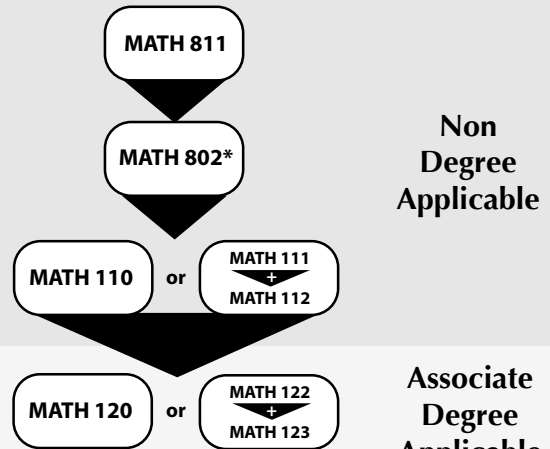 MATH 811
MATH 802*
Non
Degree
Applicable
MATH 110
or
MATH 111
+
MATH 112
MATH 120
or
MATH 122
+
MATH 123
Associate
Degree
Applicable